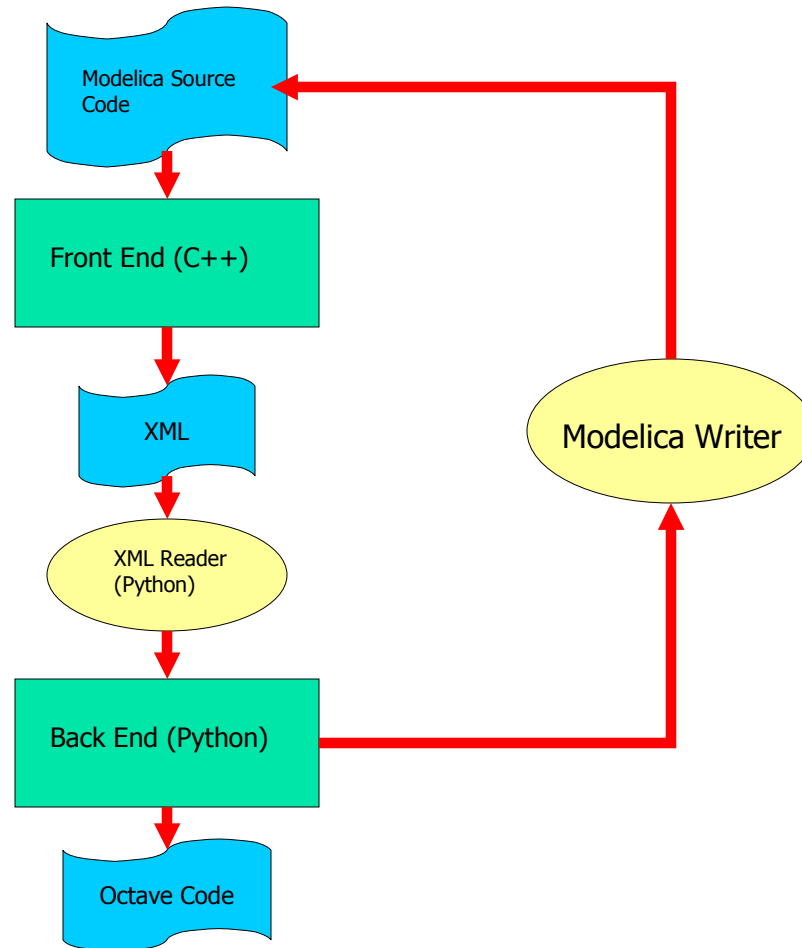 Modelica Source
Code
Front End (C++)
XML
Modelica Writer
XML Reader
(Python)
Back End (Python)
Octave Code